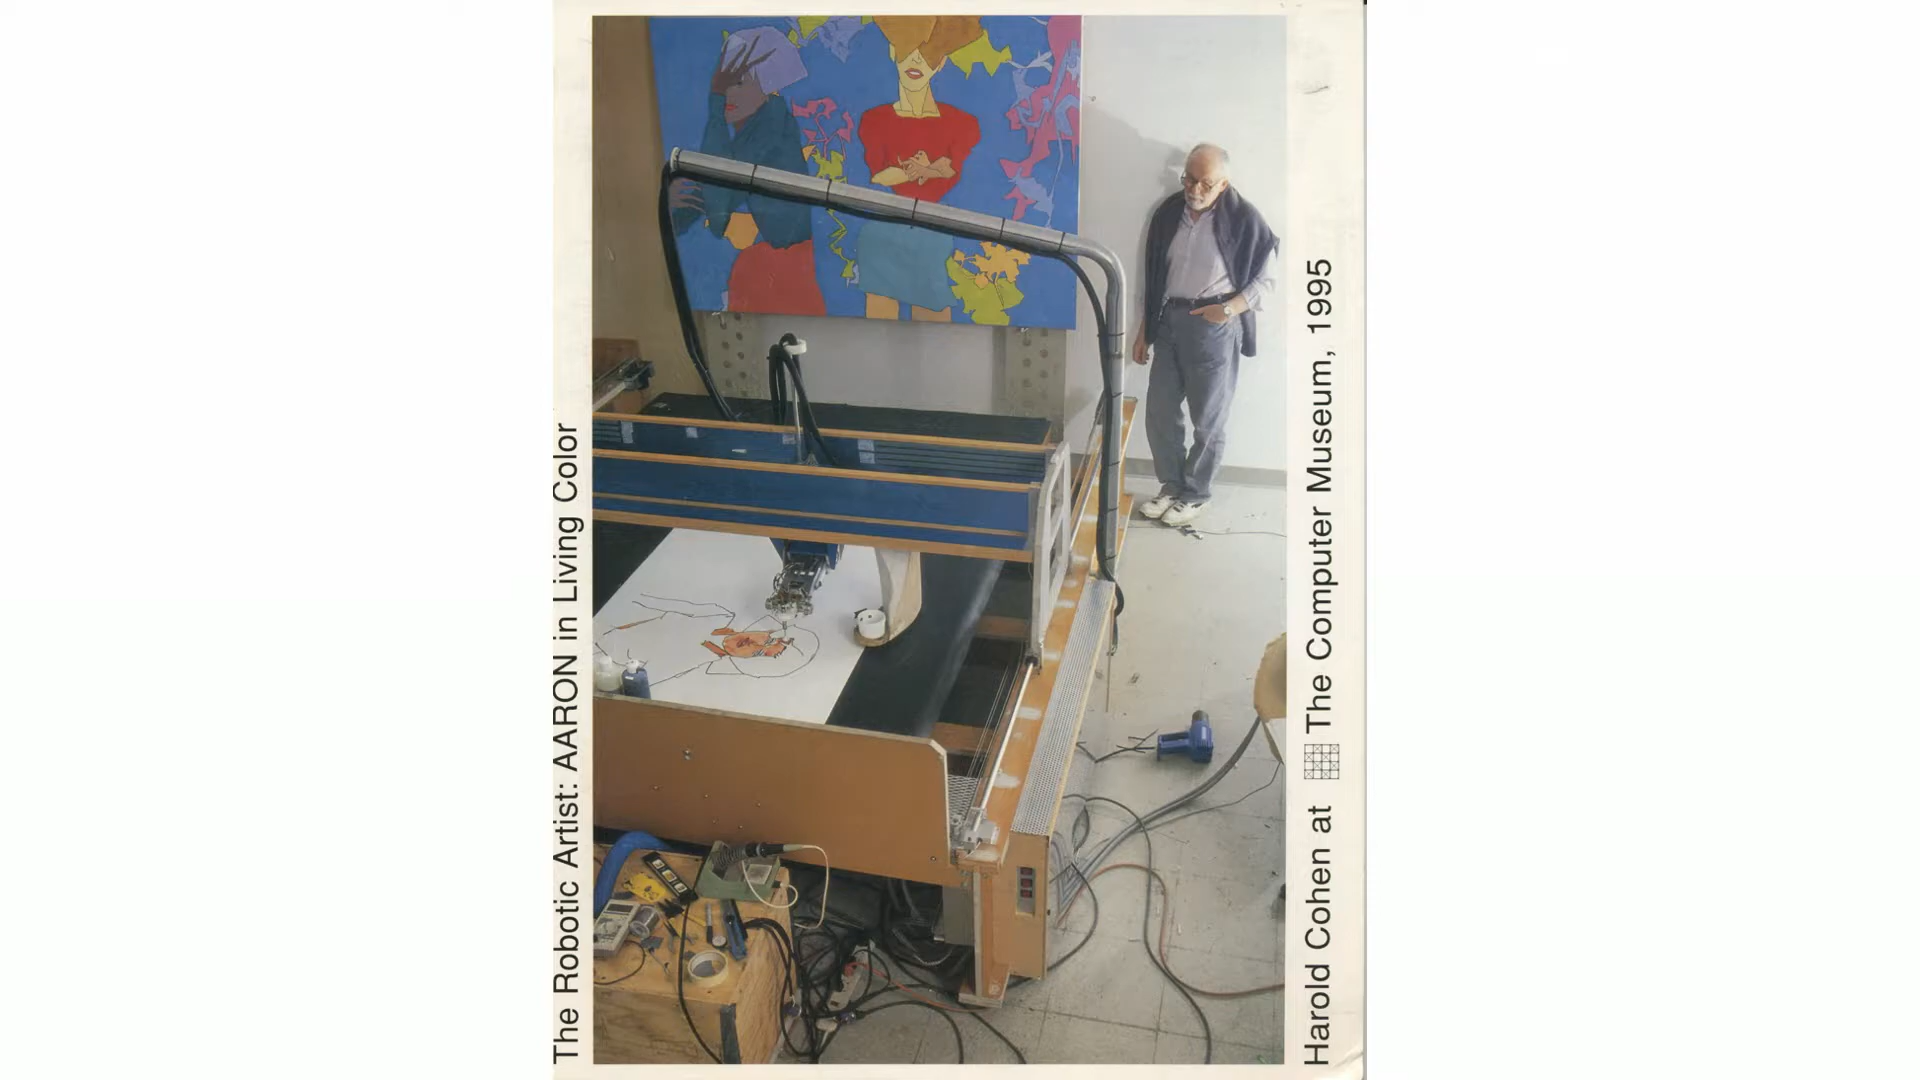 The Robotic Artist: AARON in Living Color
Harold Cohen at The Computer Museum, 1995